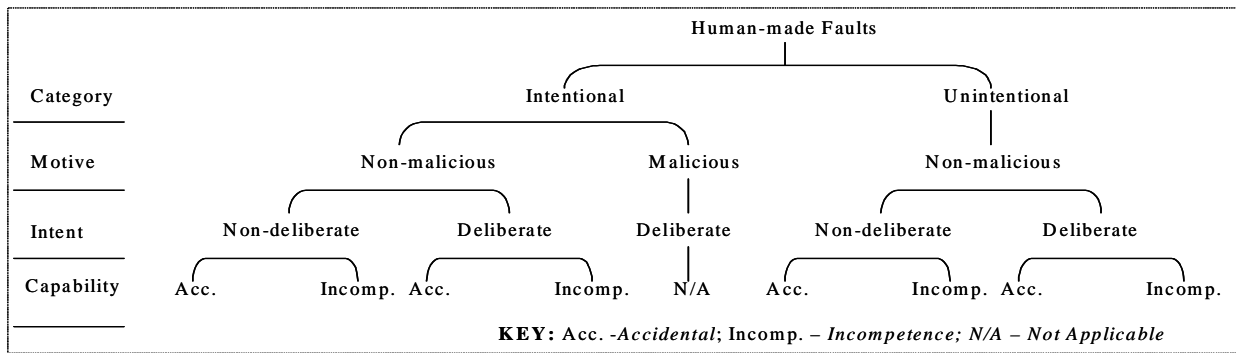 Human-made Faults
Category Intentional Unintentional
Motive Non-malicious Malicious Non-malicious
Intent Non-deliberate Deliberate Deliberate Non-deliberate Deliberate
Capability Acc. Incomp. Acc. Incomp. N/A Acc. Incomp. Acc. Incomp.
KEY: Acc. -Accidental; Incomp. – Incompetence; N/A – Not Applicable